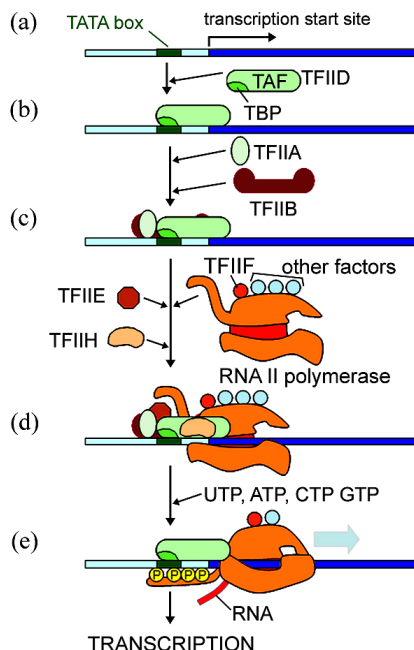 (a)
TATA box
transcription start site
TAF
TFIID
TBP
(b)
TFIIA
TFIIB
(c)
TFIIF
other factors
TFIIE
TFIIH
RNA II polymerase
(d)
UTP, ATP, CTP GTP
(e)
P P P P
RNA
TRANSCRIPTION